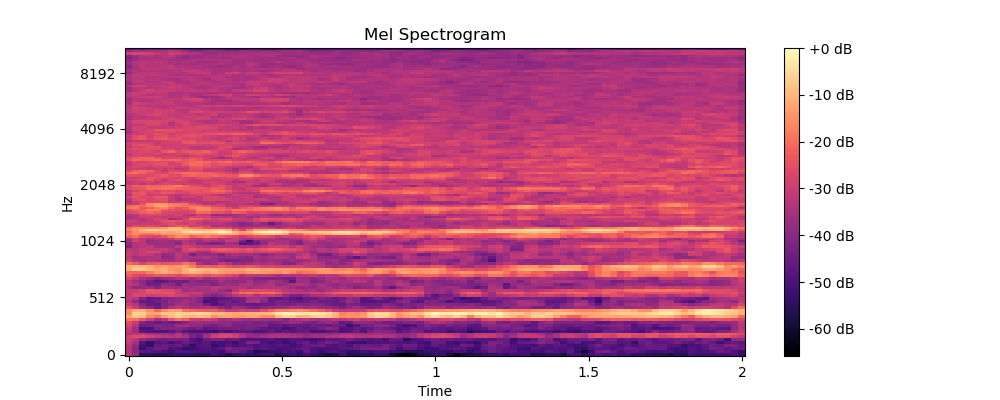 Mel Spectrogram
Hz
8192
4096
2048
1024
512
0
0 0.5 1 1.5 2
Time
+0 dB
-10 dB
-20 dB
-30 dB
-40 dB
-50 dB
-60 dB